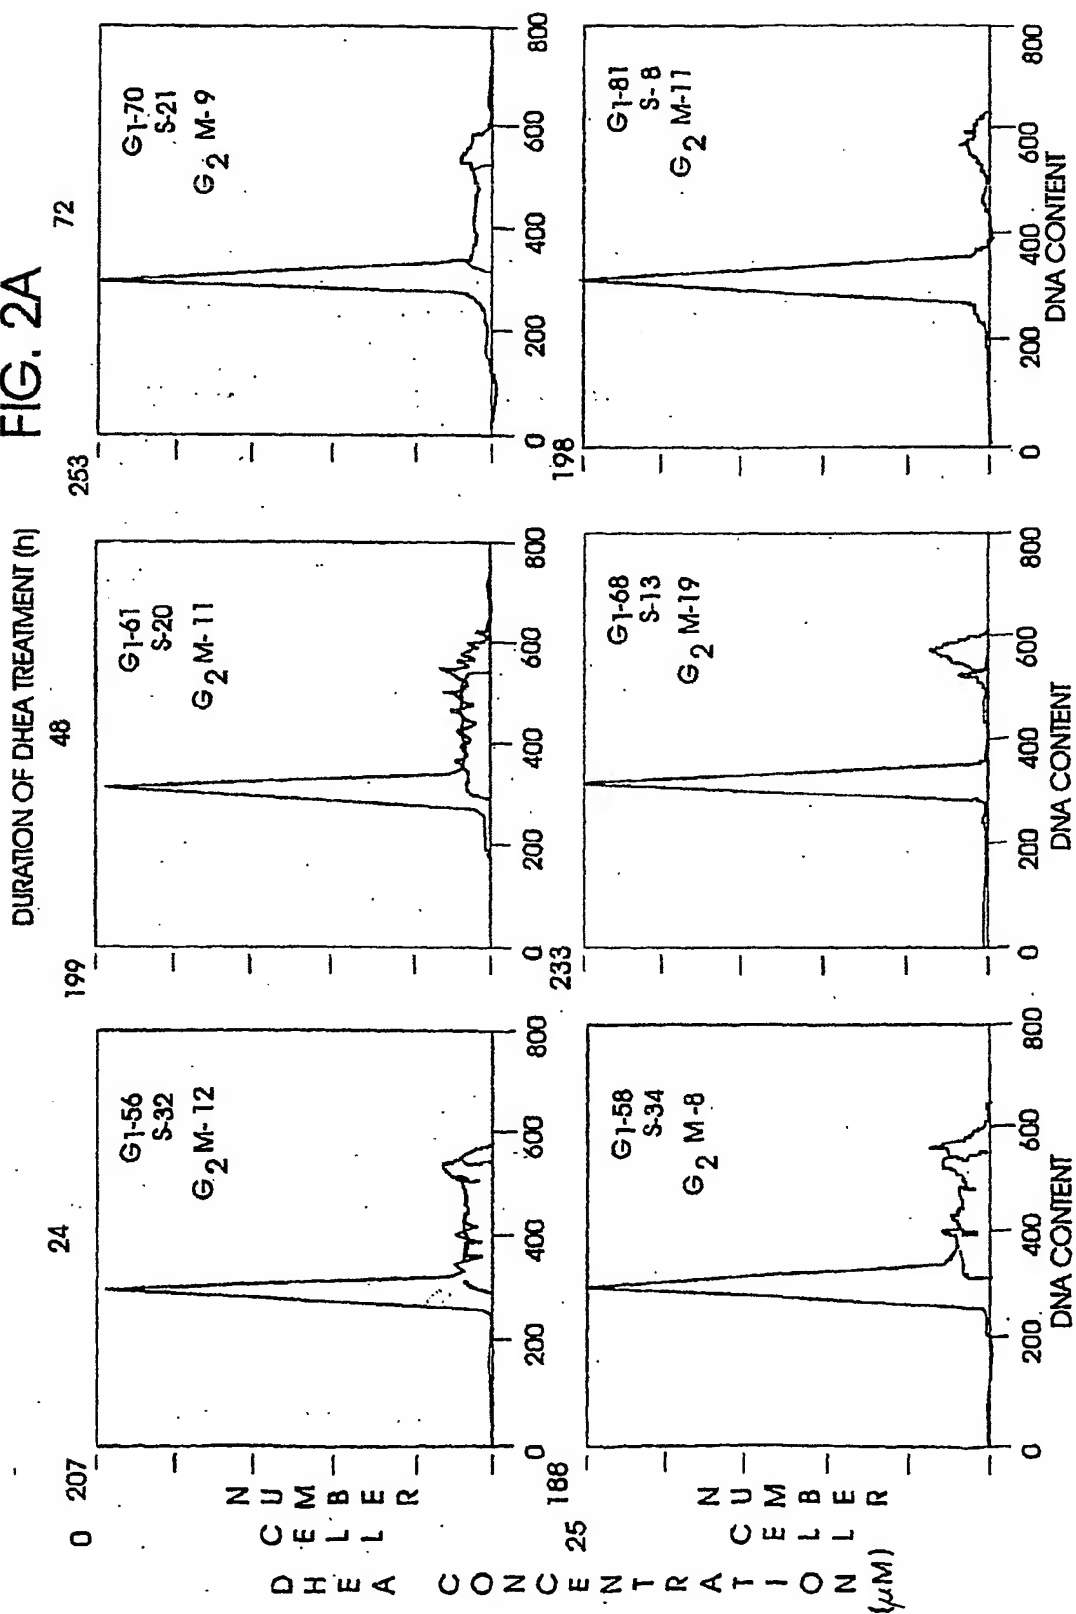 FIG. 2A
DURATION OF DHEA TREATMENT (h)
24
48
72
DHEA CONCENTRATION (μM)
0
CELL NUMBER
207
G1-56
S-32
G2 M-12
0 200 400 600 800
199
G1-61
S-20
G2 M-11
0 200 400 600 800
253
G1-70
S-21
G2 M-9
0 200 400 600 800
25
CELL NUMBER
188
G1-58
S-34
G2 M-8
0 200 400 600 800
DNA CONTENT
233
G1-68
S-13
G2 M-19
0 200 400 600 800
DNA CONTENT
198
G1-81
S-8
G2 M-11
0 200 400 600 800
DNA CONTENT